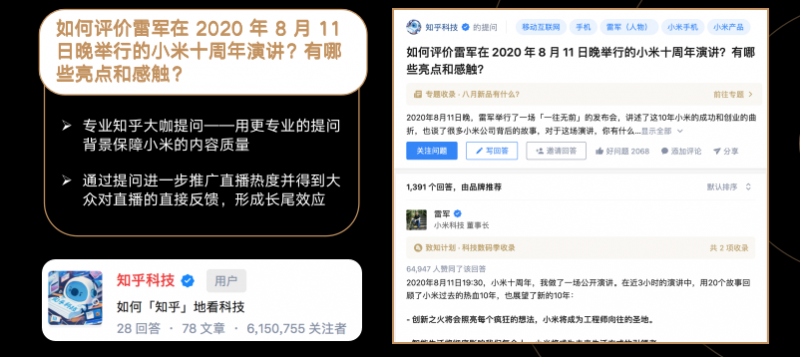 如何评价雷军在 2020 年 8 月 11
日晚举行的小米十周年演讲？有哪
些亮点和感触？
专业知乎大咖提问——用更专业的提问
背景保障小米的内容质量
通过提问进一步推广直播热度并得到大
众对直播的直接反馈，形成长尾效应
知乎科技 用户
如何「知乎」地看科技
28 回答 · 78 文章 · 6,150,755 关注者
知乎科技 的提问
移动互联网 手机 雷军（人物） 小米手机 小米产品
如何评价雷军在 2020 年 8 月 11 日晚举行的小米十周年演讲？有哪
些亮点和感触？
专题收录 · 八月新品有什么？ 前往专题
2020年8月11日晚，雷军举行了一场「一往无前」的发布会，讲述了这10年小米的成功和创业的曲
折，也谈了很多小米公司背后的故事，对于这场演讲，你有什么...显示全部
关注问题 写回答 邀请回答 好问题 2068 添加评论 分享
1,391 个回答，由品牌推荐 默认排序
雷军
小米科技 董事长
致知计划 · 科技数码季收录 共 2 项收录
64,947 人赞同了该回答
2020年8月11日19:30，小米十周年，我做了一场公开演讲。在近3小时的演讲中，用20个故事回
顾了小米过去的热血10年，也展望了新的10年：
- 创新之火将会照亮每个疯狂的想法，小米将成为工程师向往的圣地。